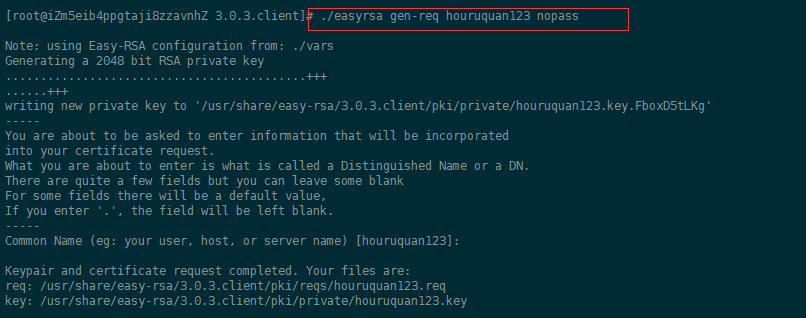 [root@iZm5eib4ppgtaji8zzavnhZ 3.0.3.client]# ./easyrsa gen-req houruquan123 nopass
Note: using Easy-RSA configuration from: ./vars
Generating a 2048 bit RSA private key
..........................................+++
......+++
writing new private key to '/usr/share/easy-rsa/3.0.3.client/pki/private/houruquan123.key.FboxD5tLKg'
-----
You are about to be asked to enter information that will be incorporated
into your certificate request.
What you are about to enter is what is called a Distinguished Name or a DN.
There are quite a few fields but you can leave some blank
For some fields there will be a default value,
If you enter '.', the field will be left blank.
-----
Common Name (eg: your user, host, or server name) [houruquan123]:
Keypair and certificate request completed. Your files are:
req: /usr/share/easy-rsa/3.0.3.client/pki/reqs/houruquan123.req
key: /usr/share/easy-rsa/3.0.3.client/pki/private/houruquan123.key